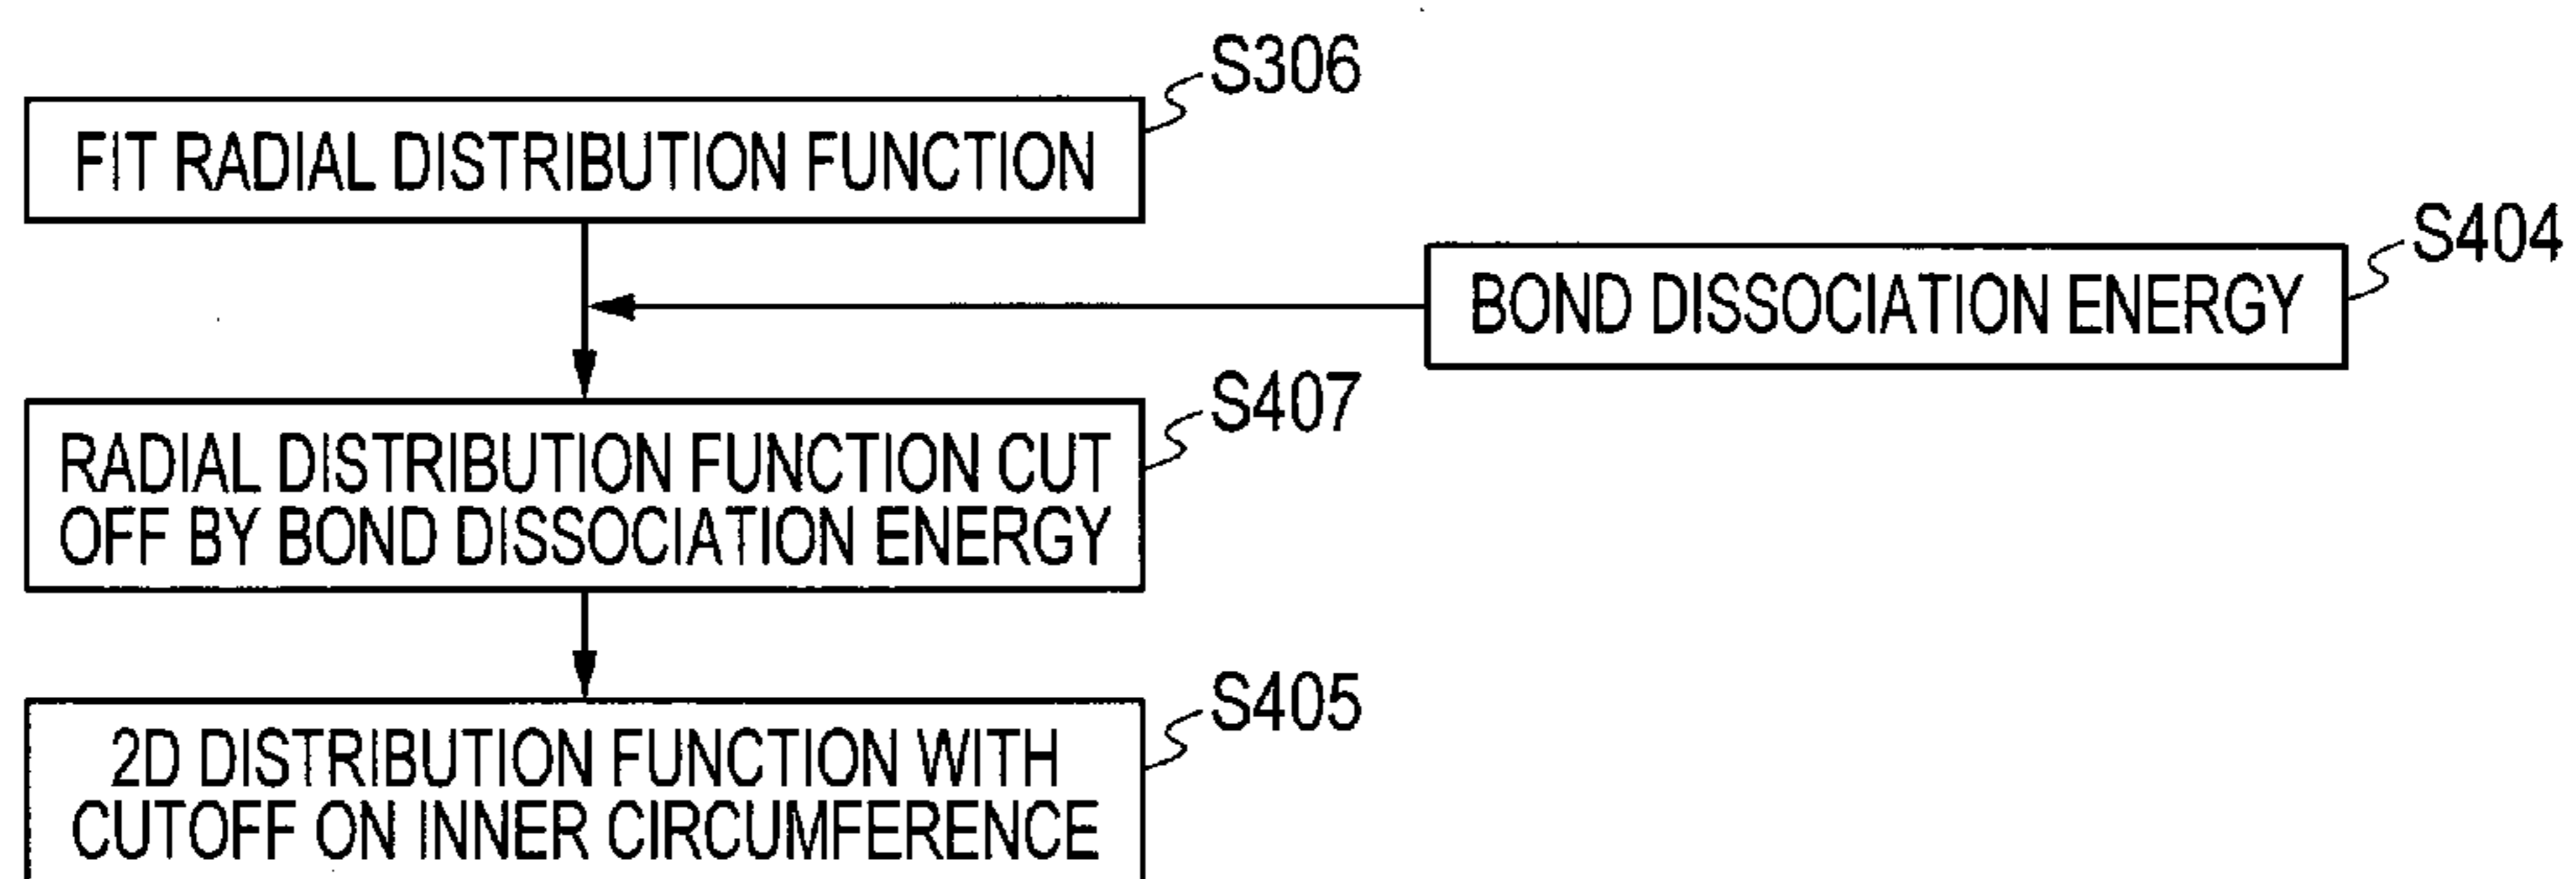 S306
FIT RADIAL DISTRIBUTION FUNCTION
S404
BOND DISSOCIATION ENERGY
S407
RADIAL DISTRIBUTION FUNCTION CUT
OFF BY BOND DISSOCIATION ENERGY
S405
2D DISTRIBUTION FUNCTION WITH
CUTOFF ON INNER CIRCUMFERENCE